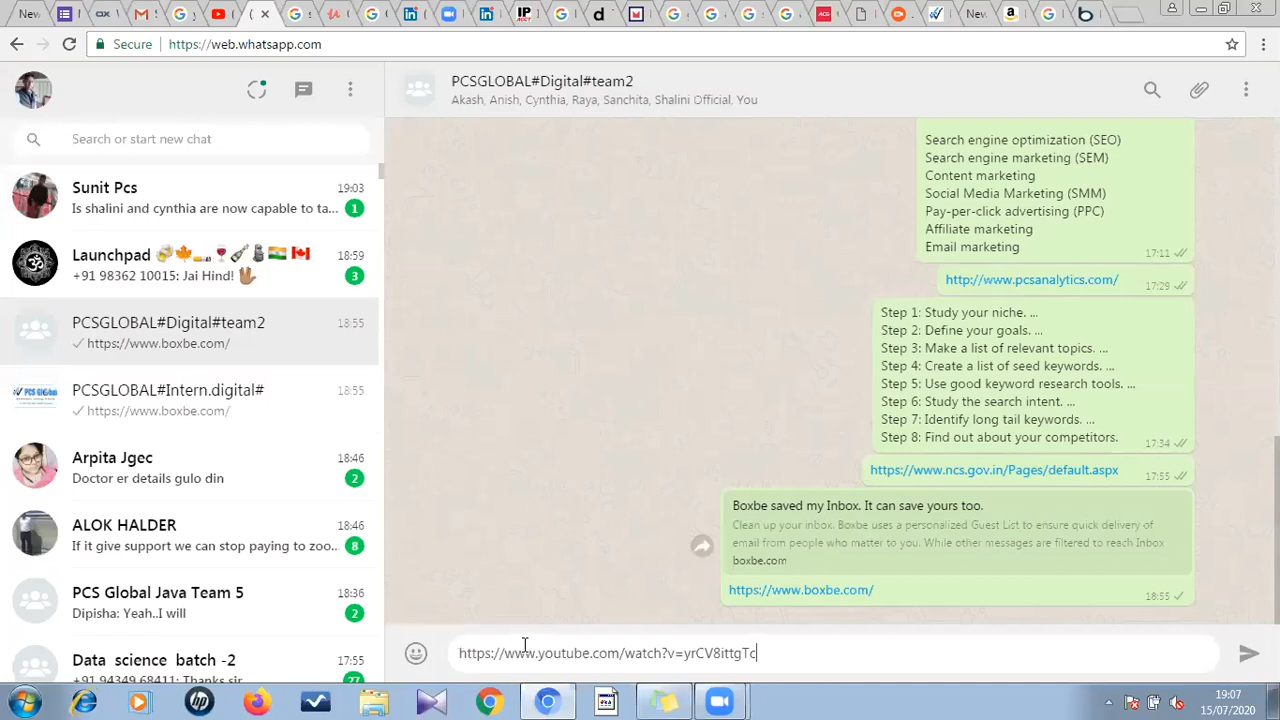 New
M
S
y
(
s
u
C
IP
d
ACG
New
a
b
Secure
https://web.whatsapp.com
Search or start new chat
Sunit Pcs
19:03
Is shalini and cynthia are now capable to ta...
1
Launchpad 🍻🍁🚬🍷🎸💄🇮🇳🇨🇦
18:59
+91 98362 10015: Jai Hind! 🖖🏽
3
PCSGLOBAL#Digital#team2
18:55
https://www.boxbe.com/
PCSGLOBAL#Intern.digital#
18:55
https://www.boxbe.com/
Arpita Jgec
18:46
Doctor er details gulo din
2
ALOK HALDER
18:46
If it give support we can stop paying to zoo...
8
PCS Global Java Team 5
18:36
Dipisha: Yeah..I will
2
Data science batch -2
17:55
+91 94349 68411: Thanks sir
27
PCSGLOBAL#Digital#team2
Akash, Anish, Cynthia, Raya, Sanchita, Shalini Official, You
Search engine optimization (SEO)
Search engine marketing (SEM)
Content marketing
Social Media Marketing (SMM)
Pay-per-click advertising (PPC)
Affiliate marketing
Email marketing
17:11
http://www.pcsanalytics.com/
17:29
Step 1: Study your niche. ...
Step 2: Define your goals. ...
Step 3: Make a list of relevant topics. ...
Step 4: Create a list of seed keywords. ...
Step 5: Use good keyword research tools. ...
Step 6: Study the search intent. ...
Step 7: Identify long tail keywords. ...
Step 8: Find out about your competitors.
17:34
https://www.ncs.gov.in/Pages/default.aspx
17:55
Boxbe saved my Inbox. It can save yours too.
Clean up your inbox. Boxbe uses a personalized Guest List to ensure quick delivery of
email from people who matter to you. While other messages are filtered to reach Inbox
boxbe.com
https://www.boxbe.com/
18:55
https://www.youtube.com/watch?v=yrCV8ittgTc
19:07
15/07/2020